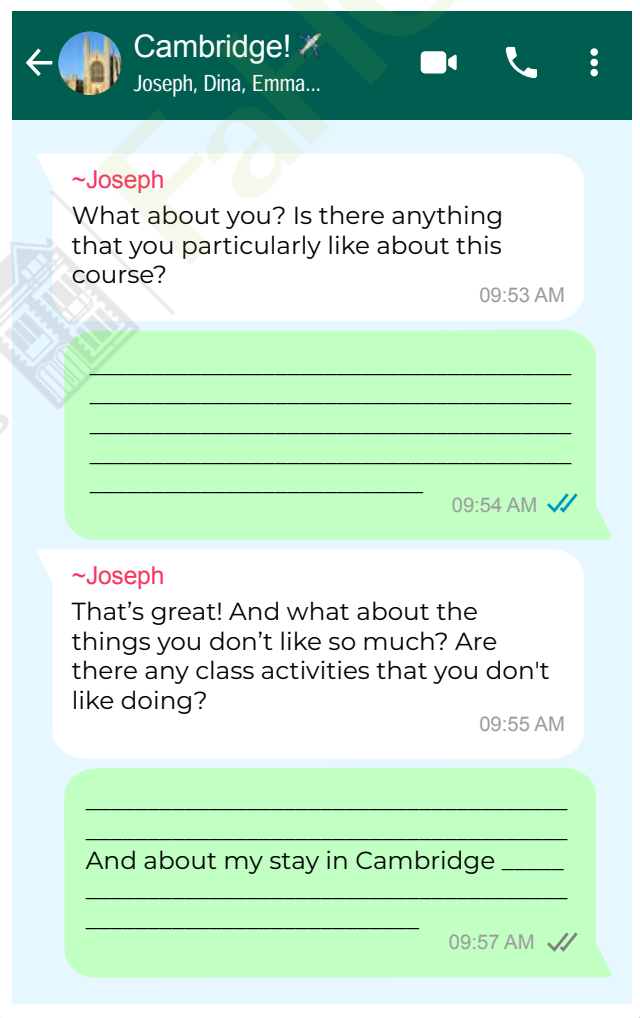 Cambridge!
Joseph, Dina, Emma...
~Joseph
What about you? Is there anything
that you particularly like about this
course?
09:53 AM
09:54 AM
~Joseph
That’s great! And what about the
things you don’t like so much? Are
there any class activities that you don't
like doing?
09:55 AM
And about my stay in Cambridge _____
09:57 AM